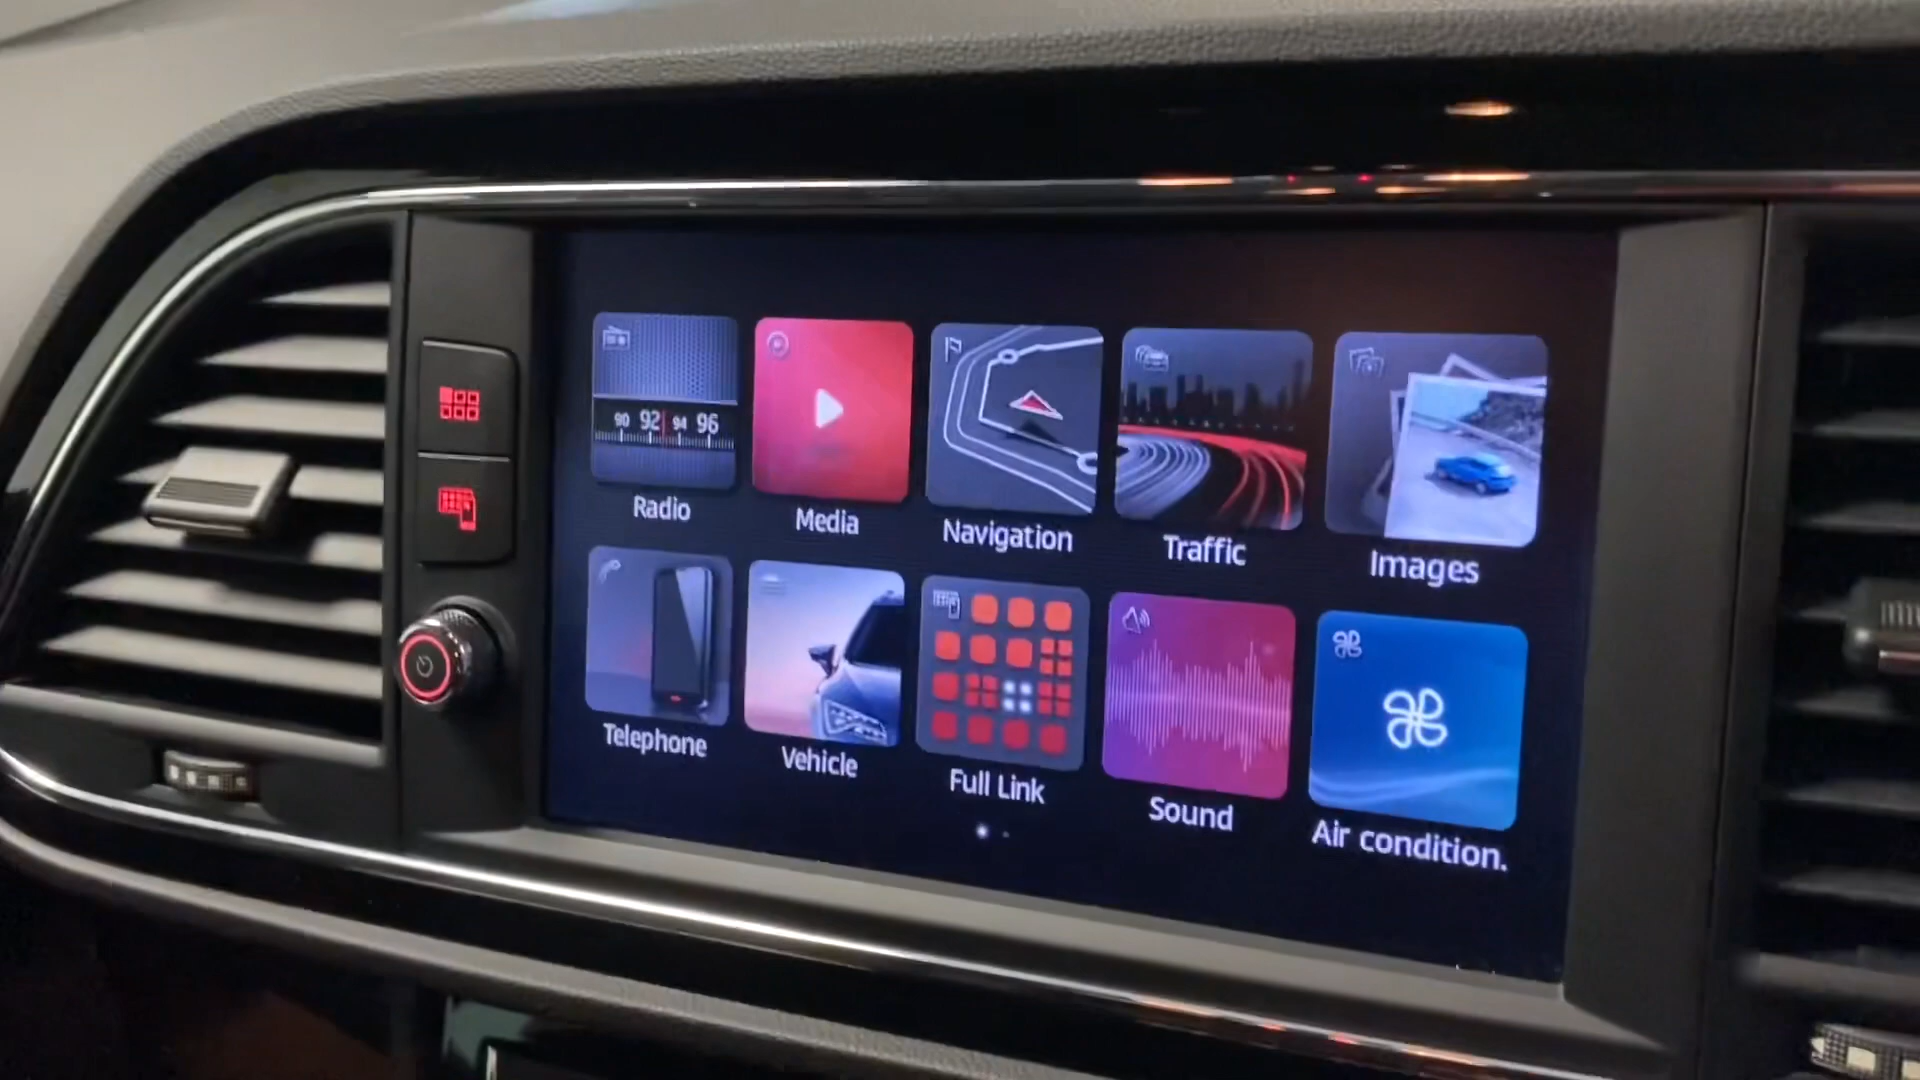 90 92 94 96
Radio
Media
Navigation
Traffic
Images
Telephone
Vehicle
Full Link
Sound
Air condition.